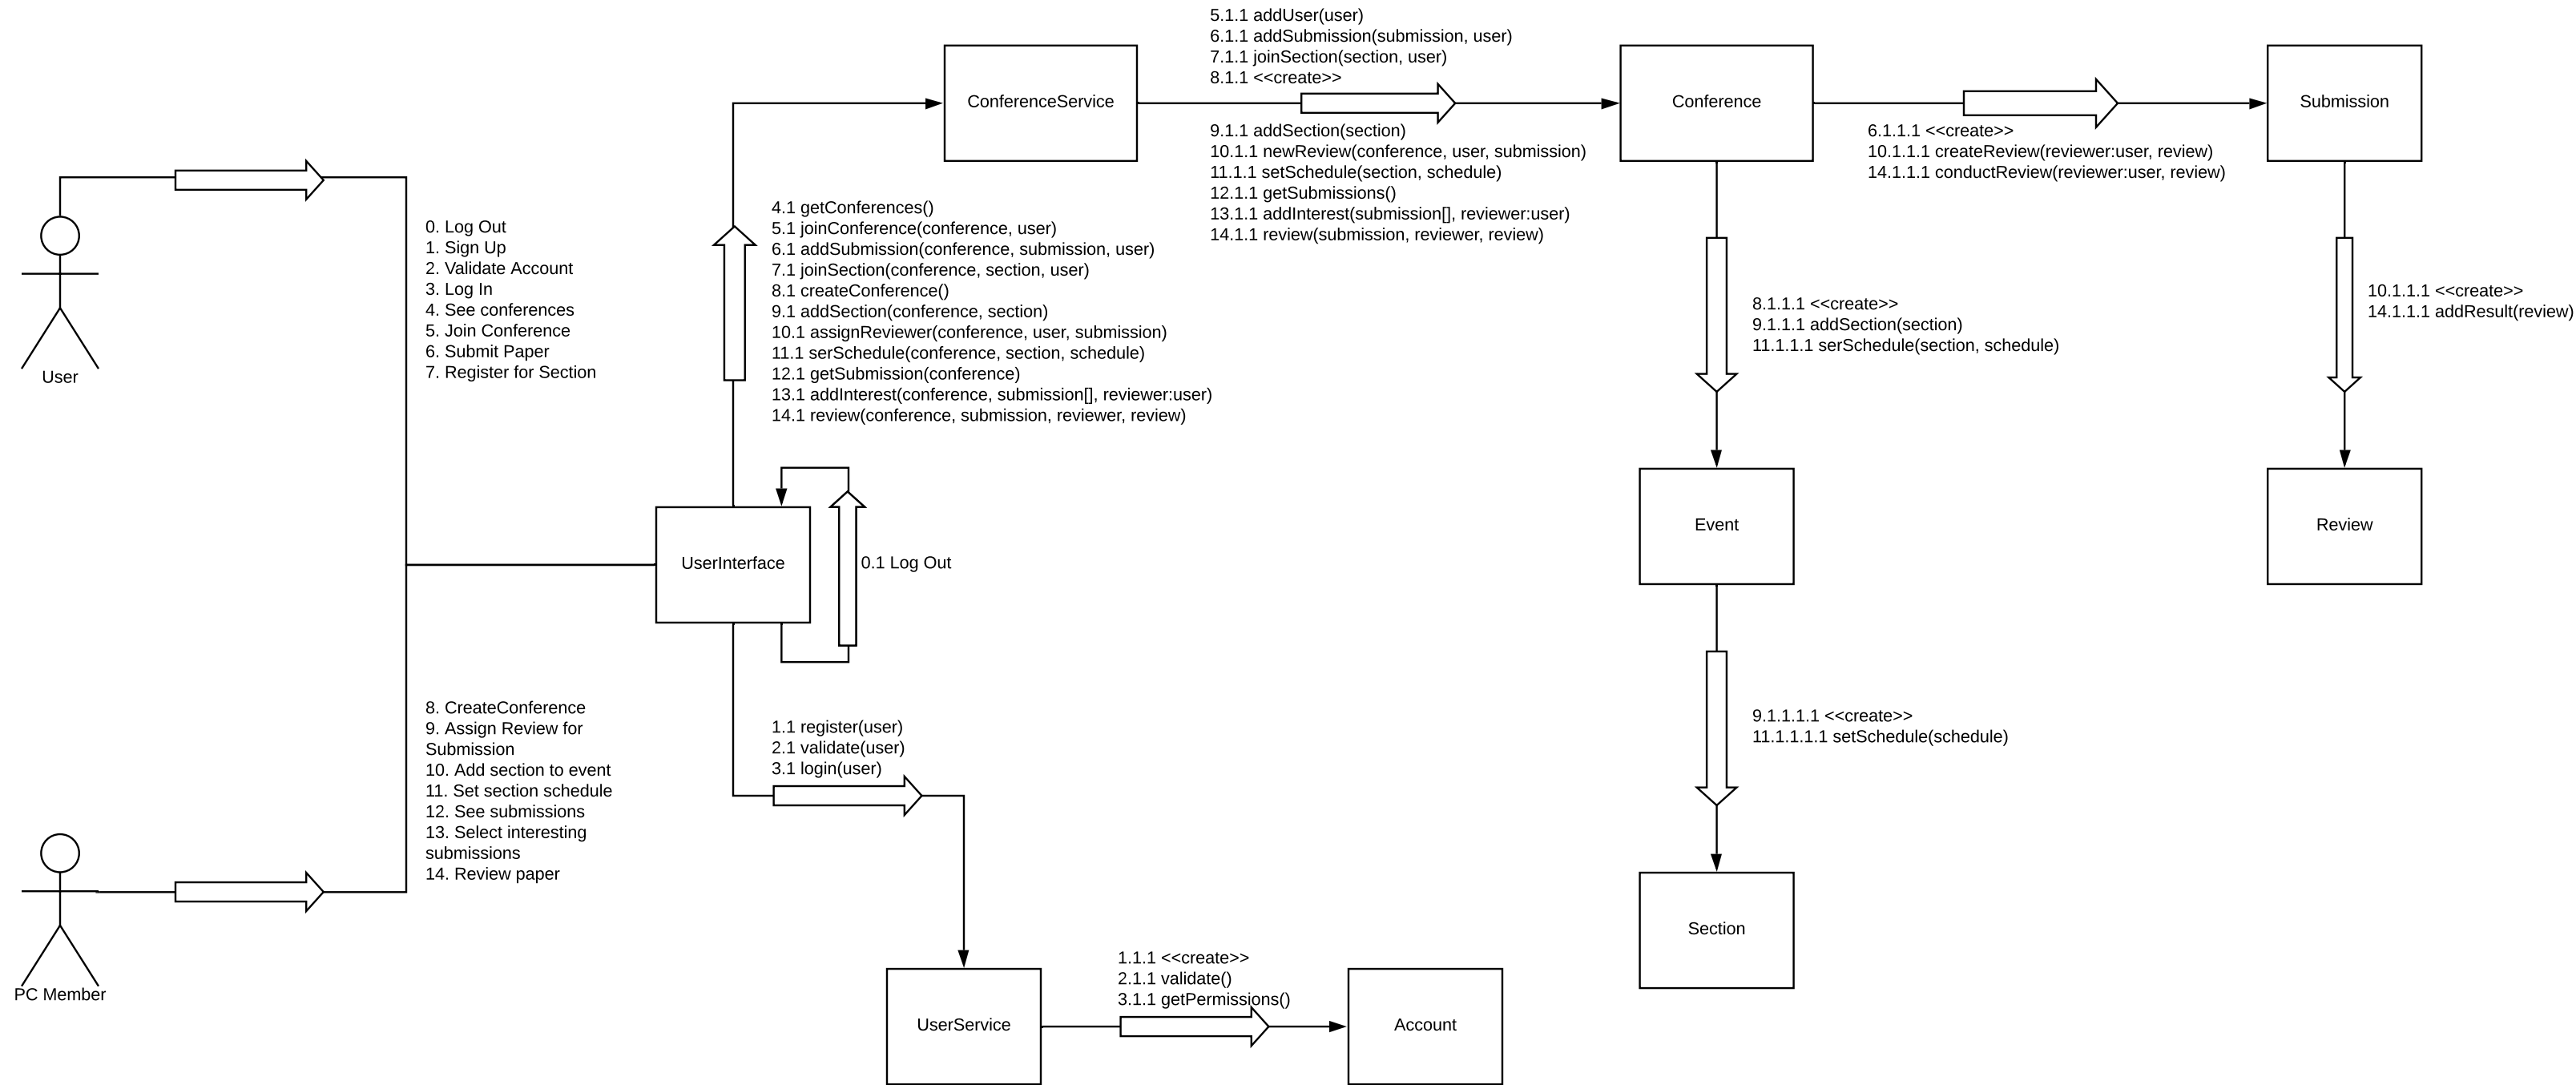 5.1.1 addUser(user)
6.1.1 addSubmission(submission, user)
7.1.1 joinSection(section, user)
8.1.1 <<create>>
ConferenceService
Conference
Submission
9.1.1 addSection(section)
10.1.1 newReview(conference, user, submission)
11.1.1 setSchedule(section, schedule)
12.1.1 getSubmissions()
13.1.1 addInterest(submission[], reviewer:user)
14.1.1 review(submission, reviewer, review)
6.1.1.1 <<create>>
10.1.1.1 createReview(reviewer:user, review)
14.1.1.1 conductReview(reviewer:user, review)
User
0. Log Out
1. Sign Up
2. Validate Account
3. Log In
4. See conferences
5. Join Conference
6. Submit Paper
7. Register for Section
4.1 getConferences()
5.1 joinConference(conference, user)
6.1 addSubmission(conference, submission, user)
7.1 joinSection(conference, section, user)
8.1 createConference()
9.1 addSection(conference, section)
10.1 assignReviewer(conference, user, submission)
11.1 serSchedule(conference, section, schedule)
12.1 getSubmission(conference)
13.1 addInterest(conference, submission[], reviewer:user)
14.1 review(conference, submission, reviewer, review)
8.1.1.1 <<create>>
9.1.1.1 addSection(section)
11.1.1.1 serSchedule(section, schedule)
10.1.1.1 <<create>>
14.1.1.1 addResult(review)
UserInterface
0.1 Log Out
Event
Review
8. CreateConference
9. Assign Review for
Submission
10. Add section to event
11. Set section schedule
12. See submissions
13. Select interesting
submissions
14. Review paper
PC Member
1.1 register(user)
2.1 validate(user)
3.1 login(user)
9.1.1.1.1 <<create>>
11.1.1.1.1 setSchedule(schedule)
Section
UserService
1.1.1 <<create>>
2.1.1 validate()
3.1.1 getPermissions()
Account